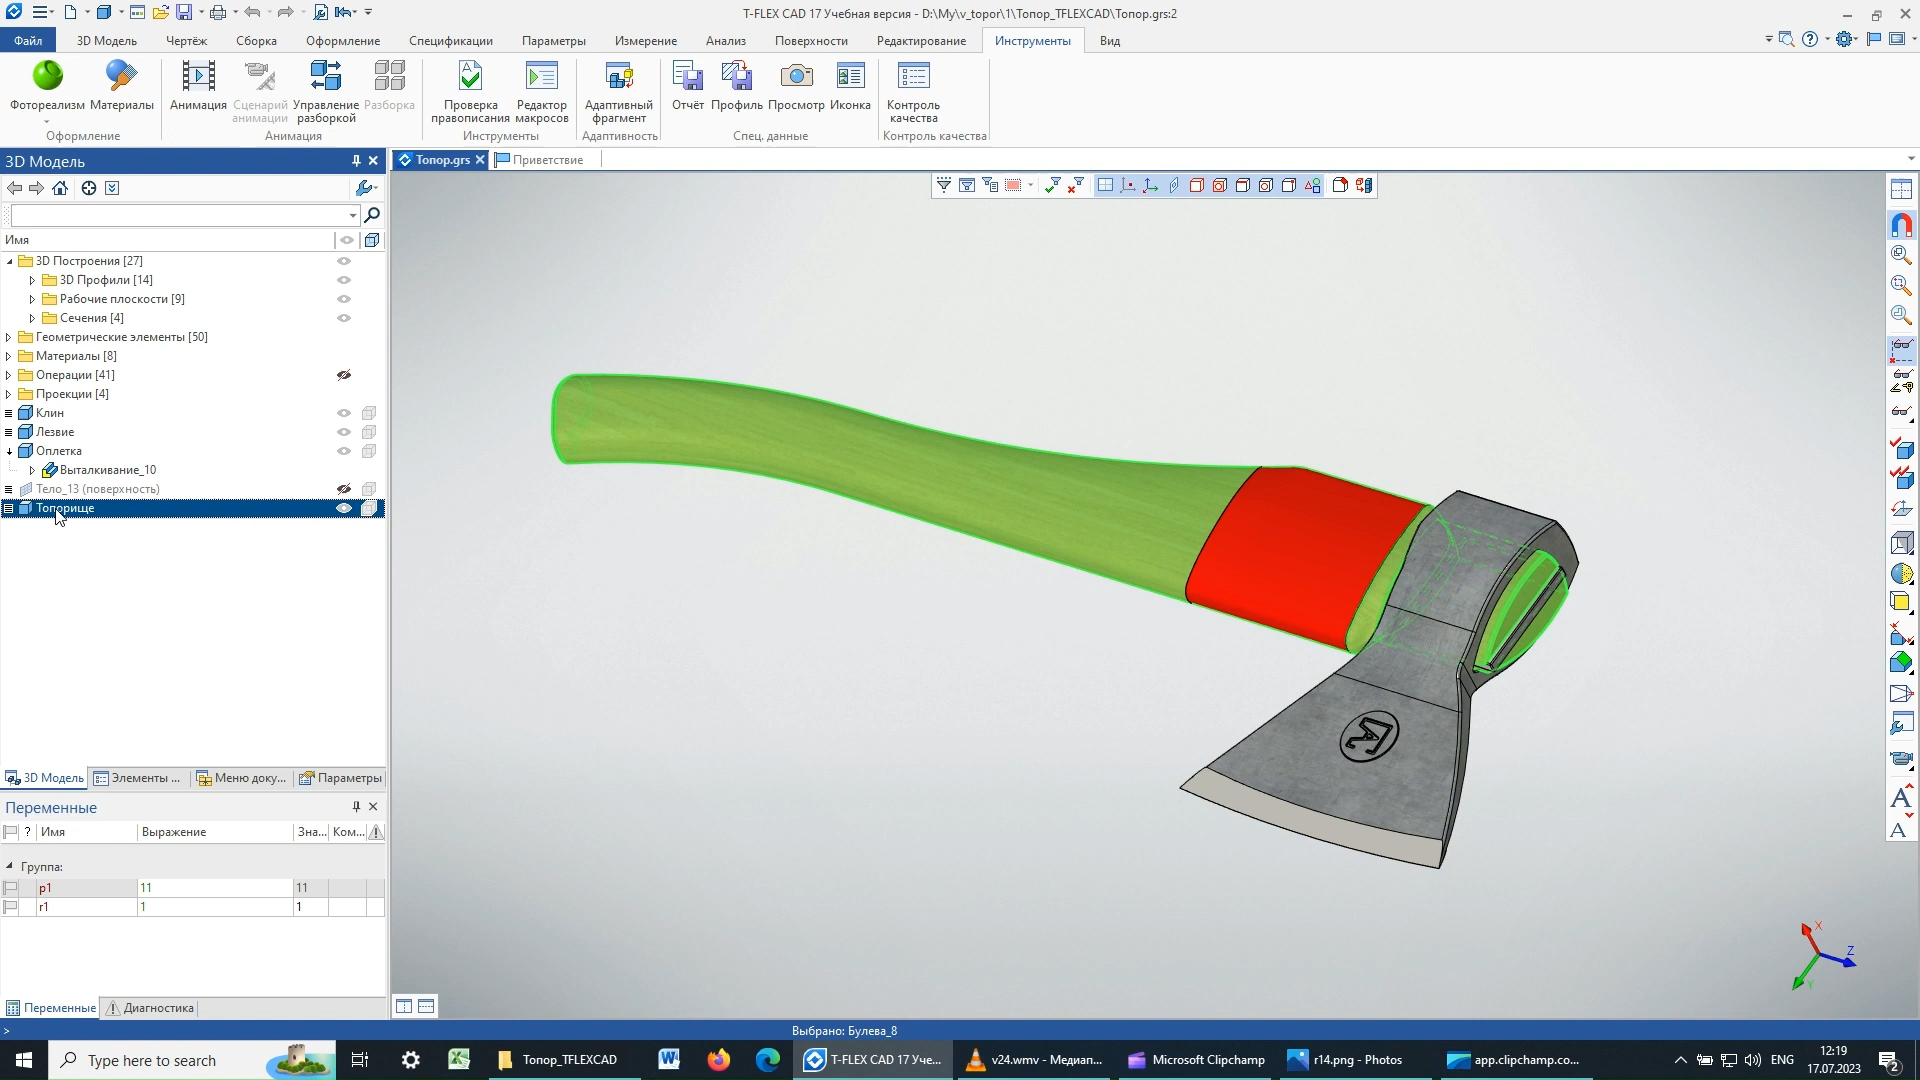 T-FLEX CAD 17 Учебная версия - D:\My\v_topor\1\Топор_TFLEXCAD\Топор.grs:2
Файл 3D Модель Чертёж Сборка Оформление Спецификации Параметры Измерение Анализ Поверхности Редактирование Инструменты Вид
Фотореализм Материалы Анимация Сценарий анимации Управление разборкой Разборка Проверка правописания Редактор макросов Адаптивный фрагмент Отчёт Профиль Просмотр Иконка Контроль качества
Оформление Анимация Инструменты Адаптивность Спец. данные Контроль качества
3D Модель
Топор.grs Приветствие
Имя
3D Построения [27]
3D Профили [14]
Рабочие плоскости [9]
Сечения [4]
Геометрические элементы [50]
Материалы [8]
Операции [41]
Проекции [4]
Клин
Лезвие
Оплетка
Выталкивание_10
Тело_13 (поверхность)
Топорище
3D Модель Элементы ... Меню доку... Параметры
Переменные
? Имя Выражение Зна... Ком...
Группа:
p1 11 11
r1 1 1
Переменные Диагностика
X
Z
Y
> Выбрано: Булева_8
Type here to search
Топор_TFLEXCAD
T-FLEX CAD 17 Уче...
v24.wmv - Медиап...
Microsoft Clipchamp
r14.png - Photos
app.clipchamp.co...
ENG
12:19
17.07.2023
2